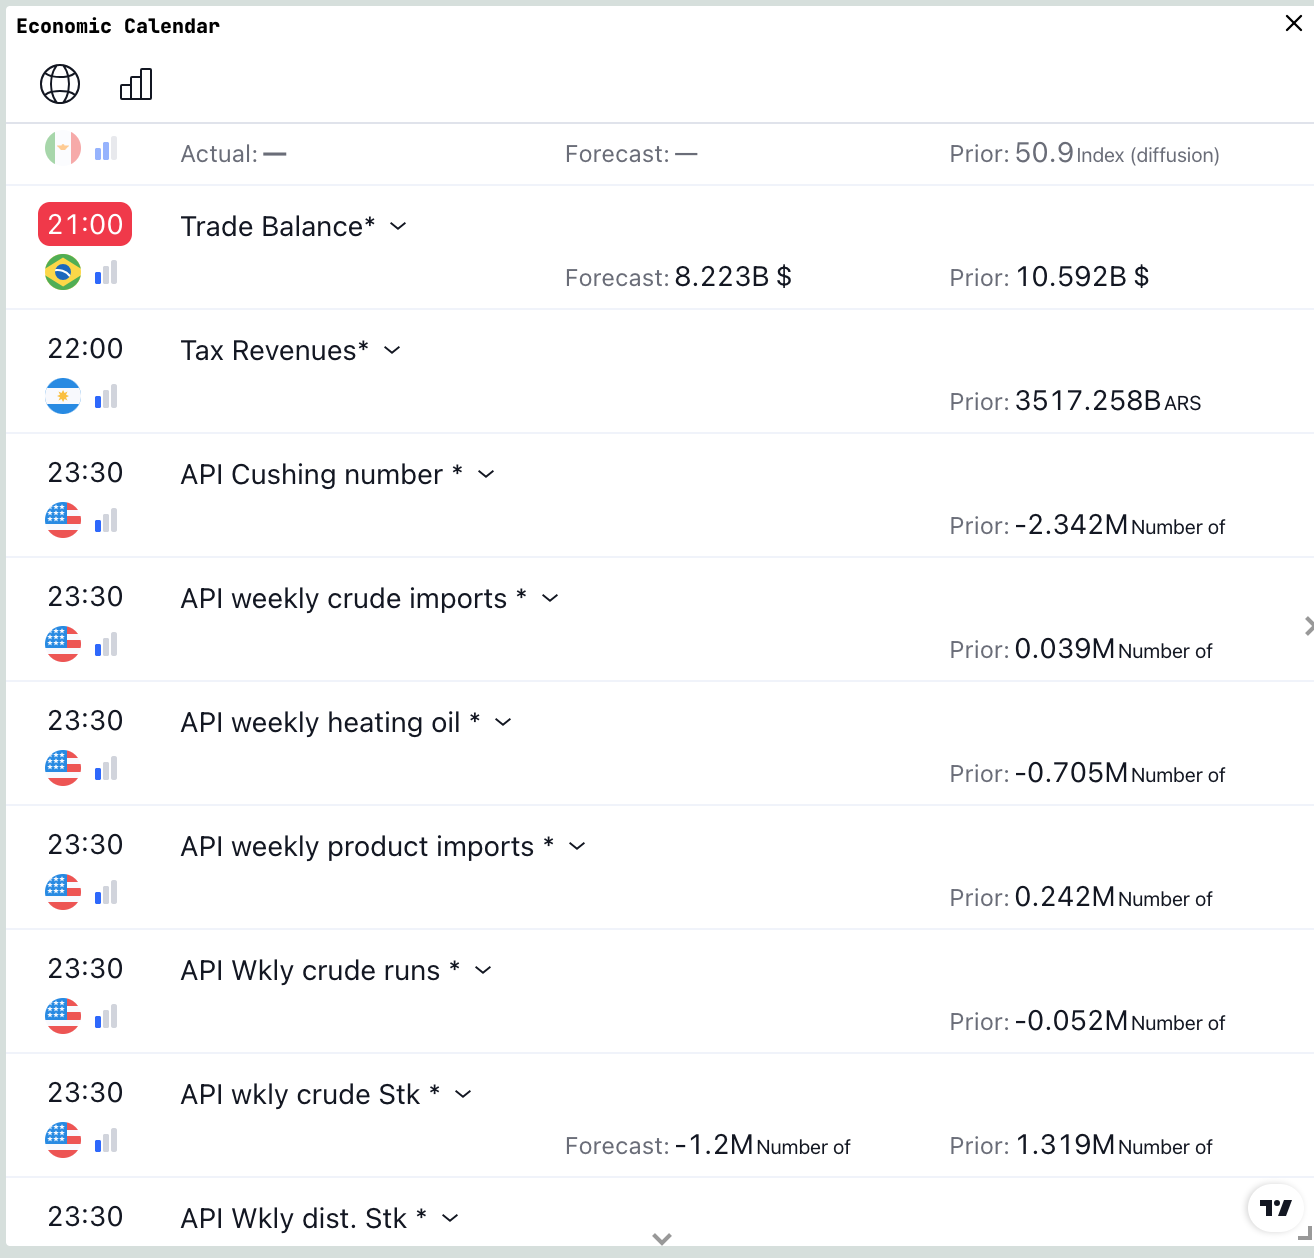 Economic Calendar
Actual: — Forecast: — Prior: 50.9 Index (diffusion)
21:00 Trade Balance*
Forecast: 8.223B $ Prior: 10.592B $
22:00 Tax Revenues*
Prior: 3517.258B ARS
23:30 API Cushing number *
Prior: -2.342M Number of
23:30 API weekly crude imports *
Prior: 0.039M Number of
23:30 API weekly heating oil *
Prior: -0.705M Number of
23:30 API weekly product imports *
Prior: 0.242M Number of
23:30 API Wkly crude runs *
Prior: -0.052M Number of
23:30 API wkly crude Stk *
Forecast: -1.2M Number of Prior: 1.319M Number of
23:30 API Wkly dist. Stk *